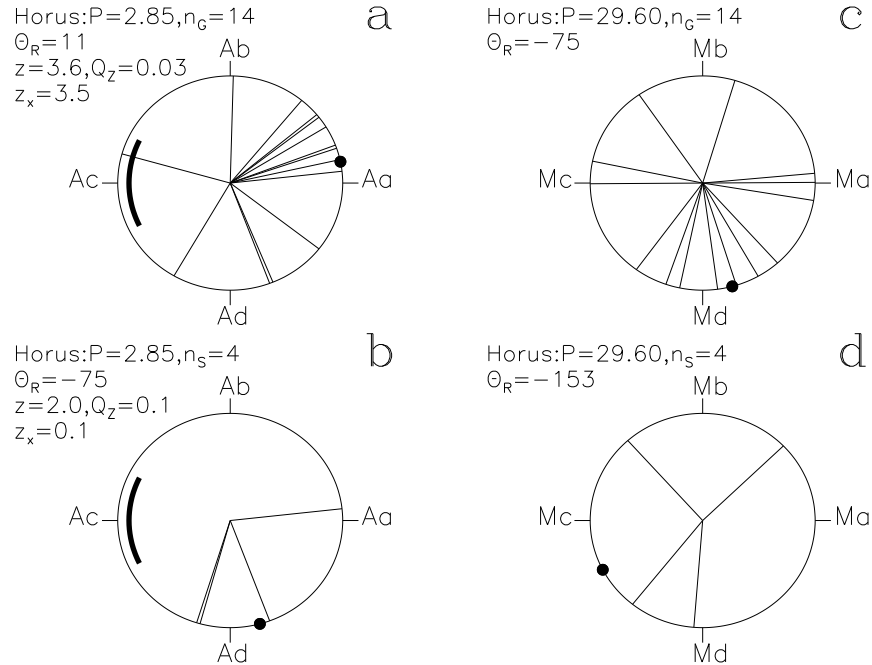 Horus:P=2.85,n_G=14
a
Θ_R=11
z=3.6,Q_Z=0.03
z_x=3.5
Ab
Ac
Aa
Ad
Horus:P=29.60,n_G=14
c
Θ_R=−75
Mb
Mc
Ma
Md
Horus:P=2.85,n_S=4
b
Θ_R=−75
z=2.0,Q_Z=0.1
z_x=0.1
Ab
Ac
Aa
Ad
Horus:P=29.60,n_S=4
d
Θ_R=−153
Mb
Mc
Ma
Md